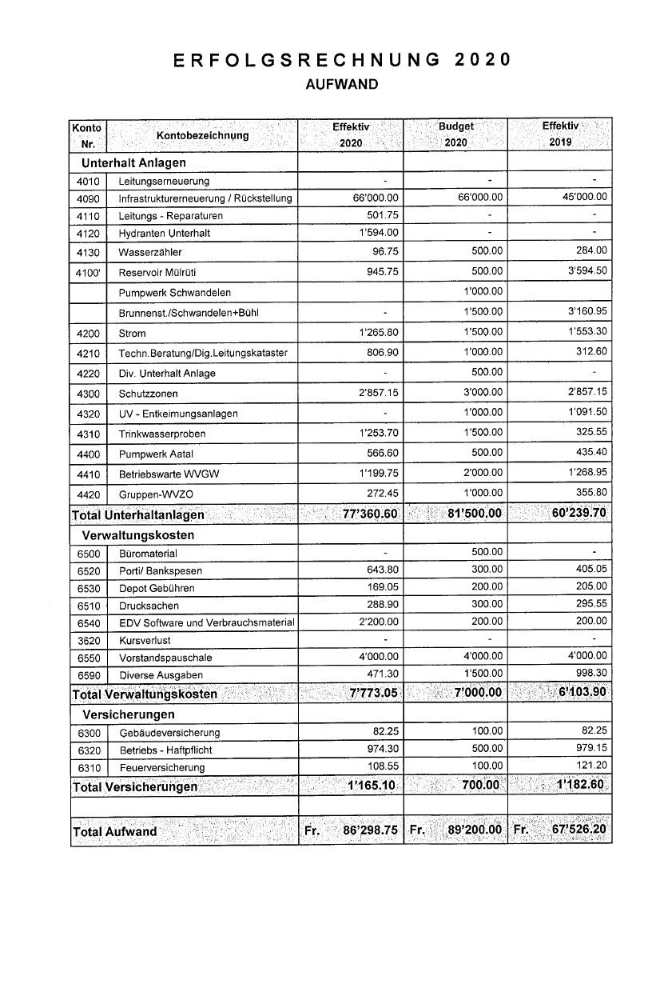 ERFOLGSRECHNUNG 2020
AUFWAND
Konto Nr. Kontobezeichnung Effektiv 2020 Budget 2020 Effektiv 2019
Unterhalt Anlagen
4010 Leitungserneuerung - - -
4090 Infrastrukturerneuerung / Rückstellung 66'000.00 66'000.00 45'000.00
4110 Leitungs - Reparaturen 501.75 - -
4120 Hydranten Unterhalt 1'594.00 - -
4130 Wasserzähler 96.75 500.00 284.00
4100' Reservoir Mülrüti 945.75 500.00 3'594.50
Pumpwerk Schwandelen 1'000.00
Brunnenst./Schwandelen+Bühl - 1'500.00 3'160.95
4200 Strom 1'265.80 1'500.00 1'553.30
4210 Techn.Beratung/Dig.Leitungskataster 806.90 1'000.00 312.60
4220 Div. Unterhalt Anlage - 500.00 -
4300 Schutzzonen 2'857.15 3'000.00 2'857.15
4320 UV - Entkeimungsanlagen - 1'000.00 1'091.50
4310 Trinkwasserproben 1'253.70 1'500.00 325.55
4400 Pumpwerk Aatal 566.60 500.00 435.40
4410 Betriebswarte WVGW 1'199.75 2'000.00 1'268.95
4420 Gruppen-WVZO 272.45 1'000.00 355.80
Total Unterhaltanlagen 77'360.60 81'500.00 60'239.70
Verwaltungskosten
6500 Büromaterial - 500.00 -
6520 Porti/ Bankspesen 643.80 300.00 405.05
6530 Depot Gebühren 169.05 200.00 205.00
6510 Drucksachen 288.90 300.00 295.55
6540 EDV Software und Verbrauchsmaterial 2'200.00 200.00 200.00
3620 Kursverlust - - -
6550 Vorstandspauschale 4'000.00 4'000.00 4'000.00
6590 Diverse Ausgaben 471.30 1'500.00 998.30
Total Verwaltungskosten 7'773.05 7'000.00 6'103.90
Versicherungen
6300 Gebäudeversicherung 82.25 100.00 82.25
6320 Betriebs - Haftpflicht 974.30 500.00 979.15
6310 Feuerversicherung 108.55 100.00 121.20
Total Versicherungen 1'165.10 700.00 1'182.60
Total Aufwand Fr. 86'298.75 Fr. 89'200.00 Fr. 67'526.20